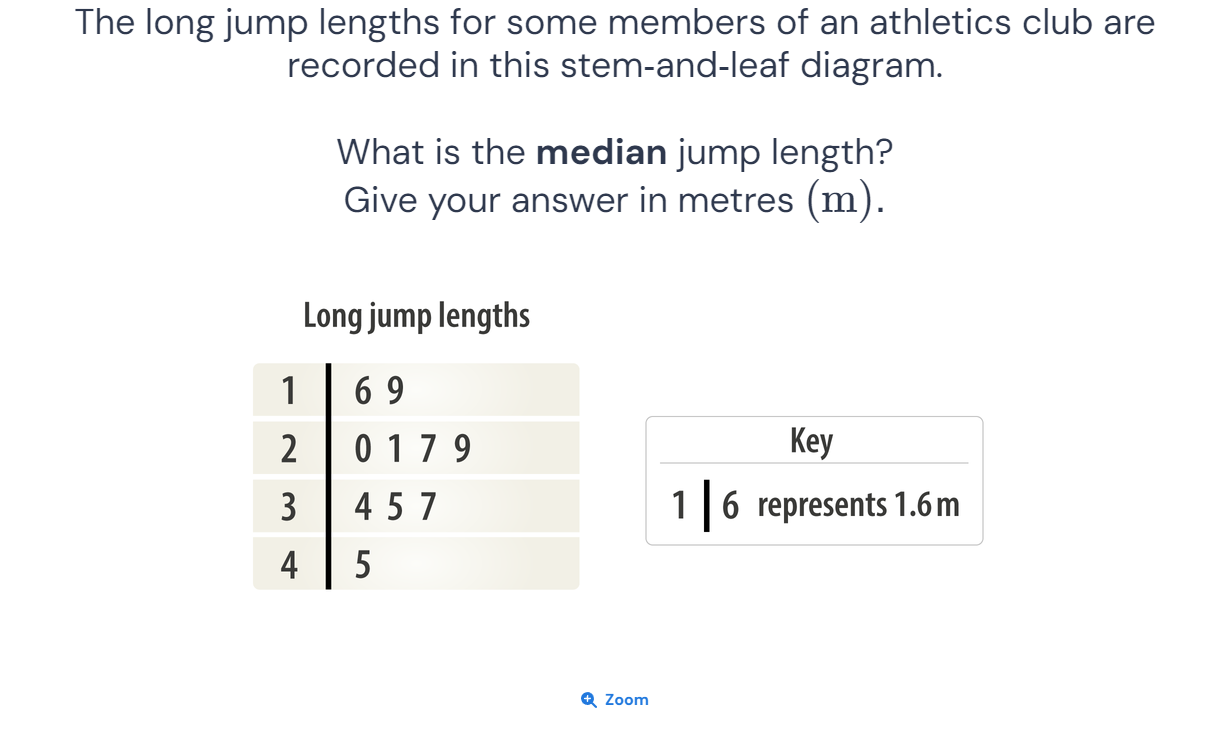 The long jump lengths for some members of an athletics club are
recorded in this stem-and-leaf diagram.
What is the median jump length?
Give your answer in metres (m).
Long jump lengths
1 6 9
2 0 1 7 9
3 4 5 7
4 5
Key
1 6 represents 1.6 m
Zoom